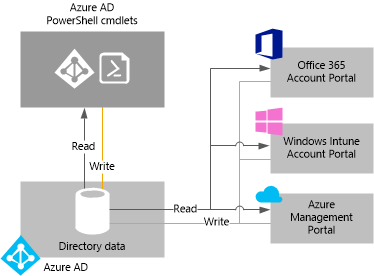 Azure AD
PowerShell cmdlets
Office 365
Account Portal
Read
Write
Windows Intune
Account Portal
Read
Write
Azure
Management
Portal
Directory data
Azure AD